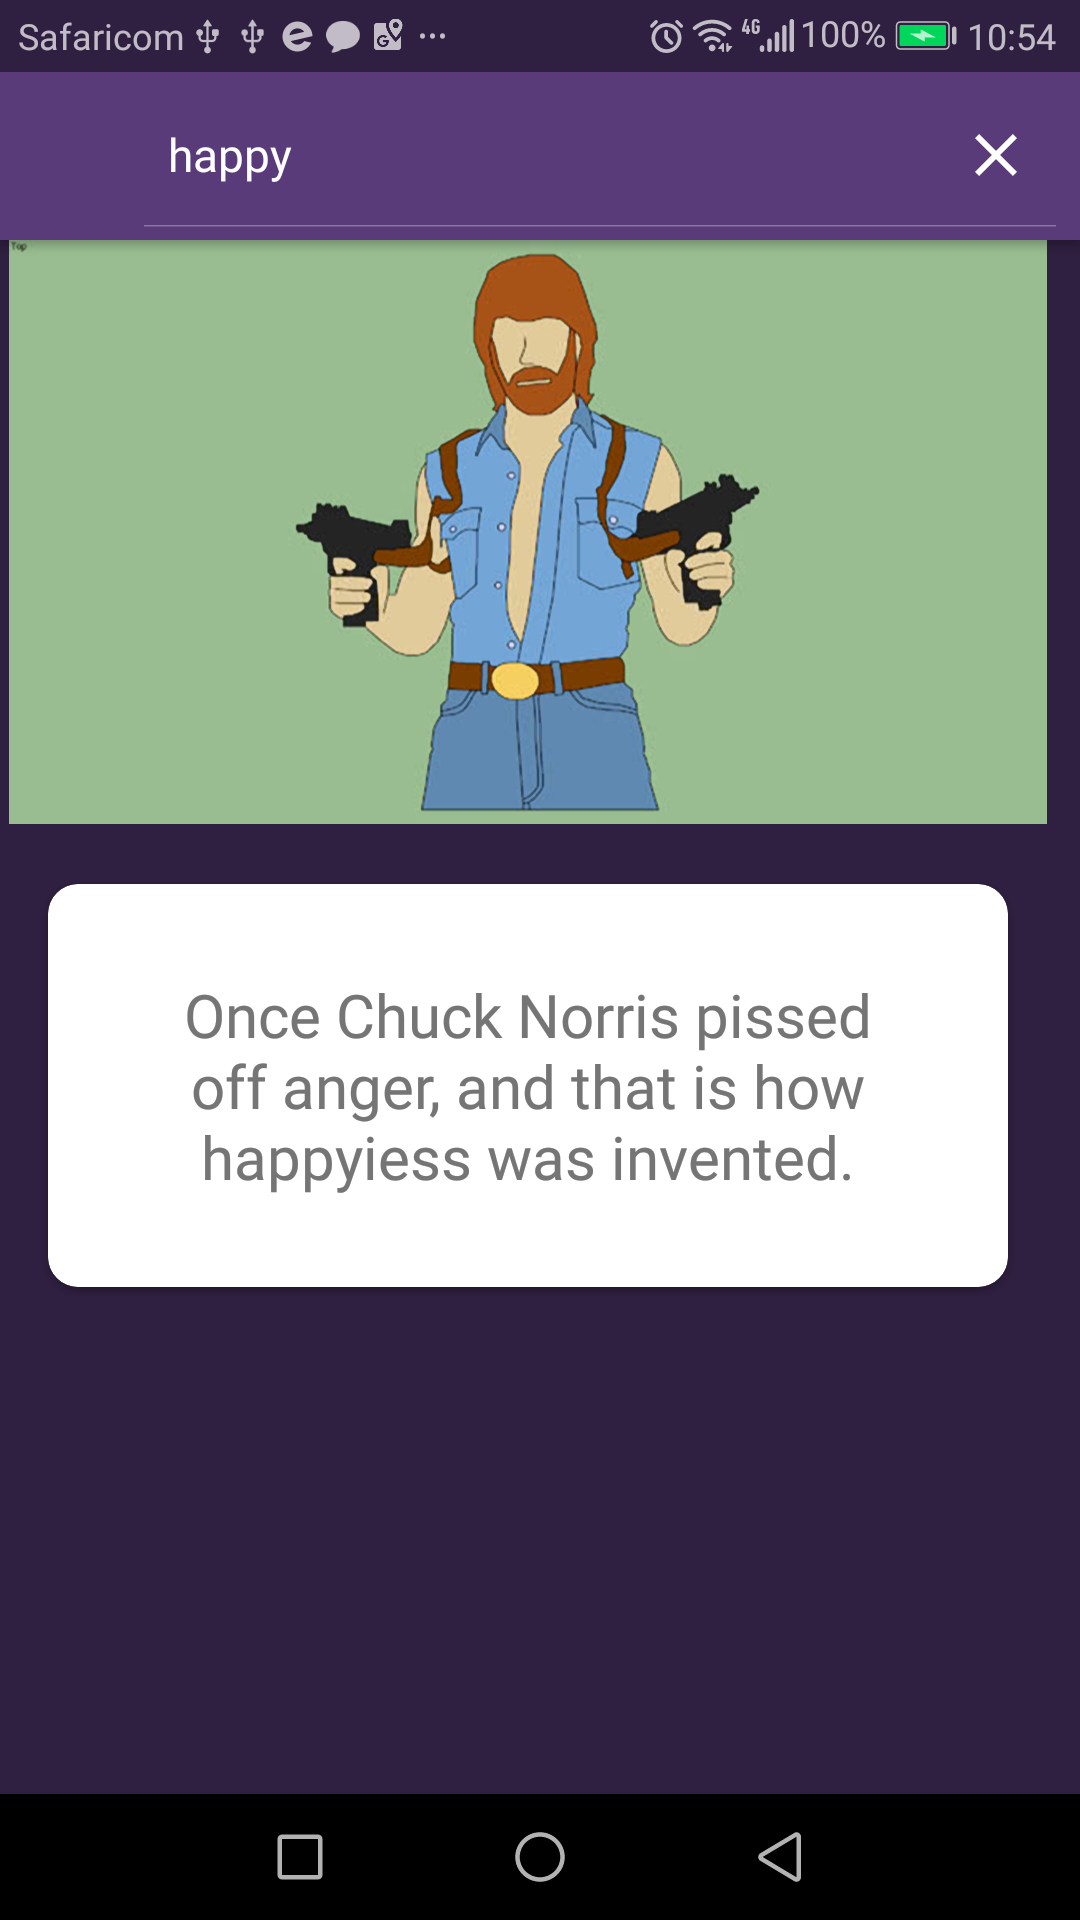 Safaricom 4G 100% 10:54
happy
Top
Once Chuck Norris pissed
off anger, and that is how
happyiess was invented.